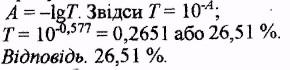 A = –lgT. Звідси T = 10⁻ᴬ;
T = 10⁻⁰,⁵⁷⁷ = 0,2651 або 26,51 %.
Відповідь. 26,51 %.